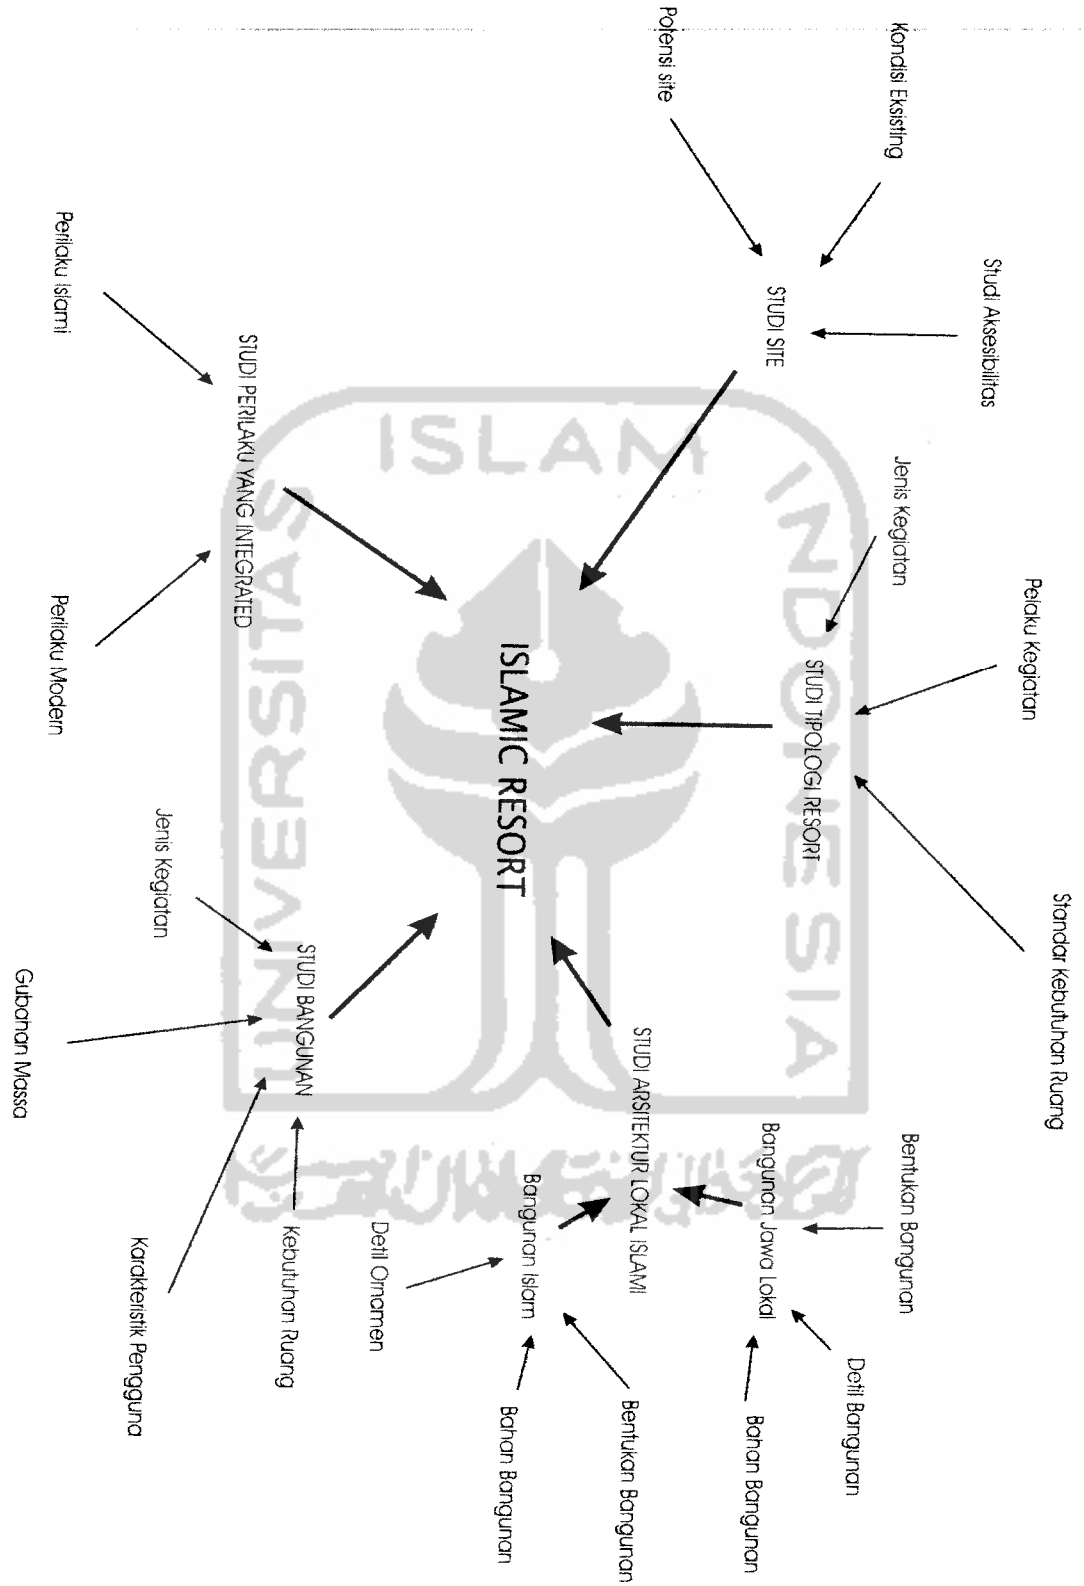 Kondisi Eksisting
Potensi site
Studi Aksesibilitas
STUDI SITE
Jenis Kegiatan
Pelaku Kegiatan
Standar Kebutuhan Ruang
STUDI TIPOLOGI RESORT
Bentukan Bangunan
Detil Bangunan
Bahan Bangunan
Bangunan Jawa Lokal
STUDI ARSITEKTUR LOKAL ISLAMI
Bangunan Islam
Bentukan Bangunan
Bahan Bangunan
Detil Ornamen
ISLAMIC RESORT
STUDI PERILAKU YANG INTEGRATED
Perilaku Islami
Perilaku Modern
STUDI BANGUNAN
Jenis Kegiatan
Gubahan Massa
Karakteristik Pengguna
Kebutuhan Ruang
UNIVERSITAS
ISLAM
INDONESIA